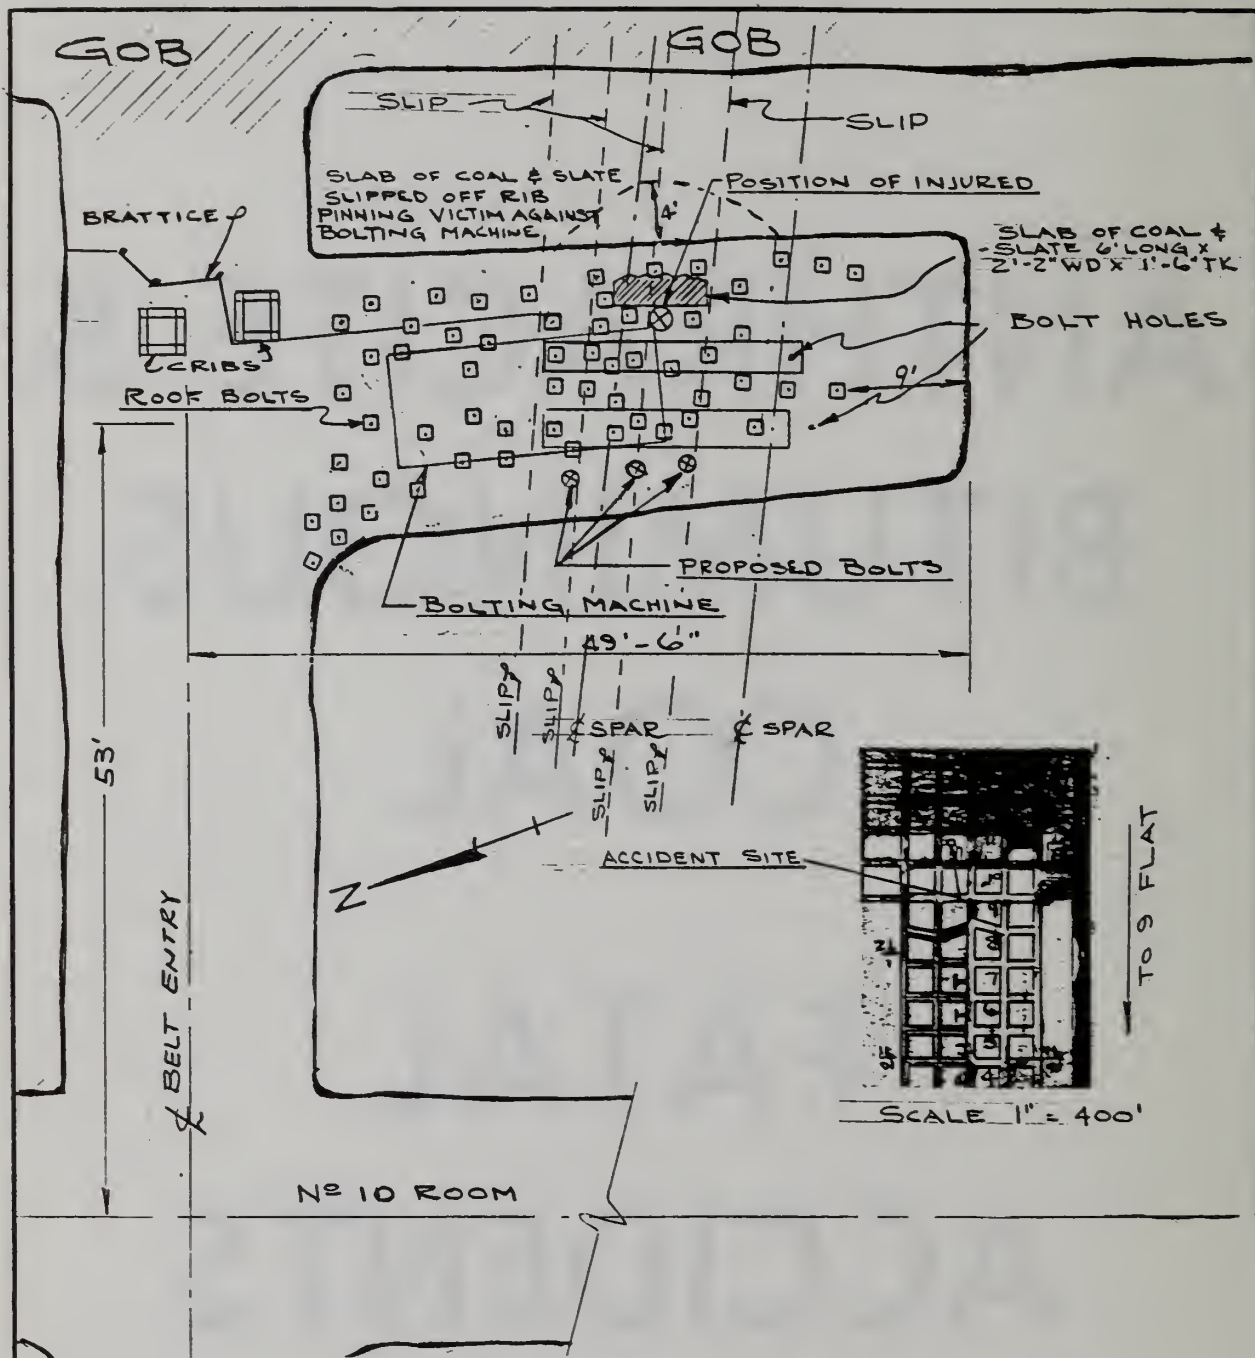 GOB
GOB
SLIP
SLIP
SLAB OF COAL & SLATE
SLIPPED OFF RIB
PINNING VICTIM AGAINST
BOLTING MACHINE
4'
POSITION OF INJURED
BRATTICE
SLAB OF COAL &
SLATE 6' LONG X
2'-2" WD X 1'-6" TK
BOLT HOLES
CRIBS
ROOF BOLTS
9'
PROPOSED BOLTS
BOLTING MACHINE
49'-6"
SLIP
SLIP
SLIP
SLIP
℄ SPAR
℄ SPAR
53'
N
ACCIDENT SITE
TO 9 FLAT
℄ BELT ENTRY
SCALE 1" = 400'
Nº 10 ROOM